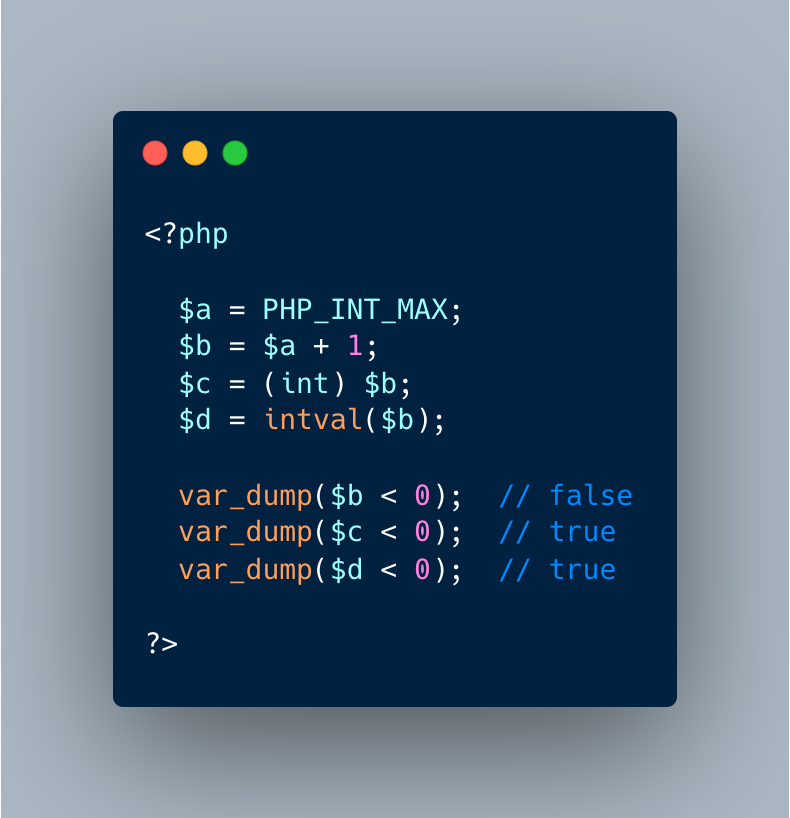 <?php
$a = PHP_INT_MAX;
$b = $a + 1;
$c = (int) $b;
$d = intval($b);
var_dump($b < 0);  // false
var_dump($c < 0);  // true
var_dump($d < 0);  // true
?>